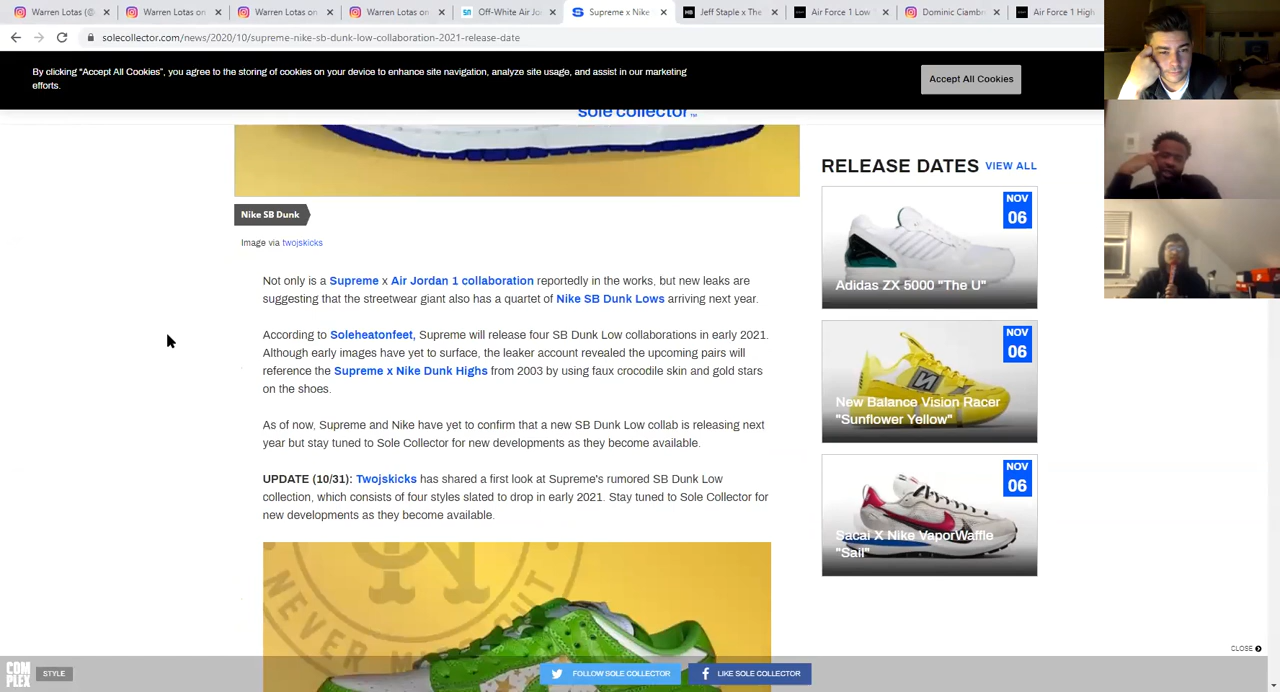 Warren Lotas (@
Warren Lotas on
Warren Lotas on
Warren Lotas on
Off-White Air Jo
Supreme x Nike
Jeff Staple x The
Air Force 1 Low
Dominic Ciamb
Air Force 1 High
solecollector.com/news/2020/10/supreme-nike-sb-dunk-low-collaboration-2021-release-date
By clicking "Accept All Cookies", you agree to the storing of cookies on your device to enhance site navigation, analyze site usage, and assist in our marketing
efforts.
Accept All Cookies
sole collector
RELEASE DATES VIEW ALL
NOV
06
Adidas ZX 5000 "The U"
NOV
06
New Balance Vision Racer
"Sunflower Yellow"
NOV
06
Sacai X Nike VaporWaffle
"Sail"
Nike SB Dunk
Image via twojskicks
Not only is a Supreme x Air Jordan 1 collaboration reportedly in the works, but new leaks are
suggesting that the streetwear giant also has a quartet of Nike SB Dunk Lows arriving next year.
According to Soleheatonfeet, Supreme will release four SB Dunk Low collaborations in early 2021.
Although early images have yet to surface, the leaker account revealed the upcoming pairs will
reference the Supreme x Nike Dunk Highs from 2003 by using faux crocodile skin and gold stars
on the shoes.
As of now, Supreme and Nike have yet to confirm that a new SB Dunk Low collab is releasing next
year but stay tuned to Sole Collector for new developments as they become available.
UPDATE (10/31): Twojskicks has shared a first look at Supreme's rumored SB Dunk Low
collection, which consists of four styles slated to drop in early 2021. Stay tuned to Sole Collector for
new developments as they become available.
NEVER M
OUT
CLOSE
COM
PLEX
STYLE
FOLLOW SOLE COLLECTOR
LIKE SOLE COLLECTOR